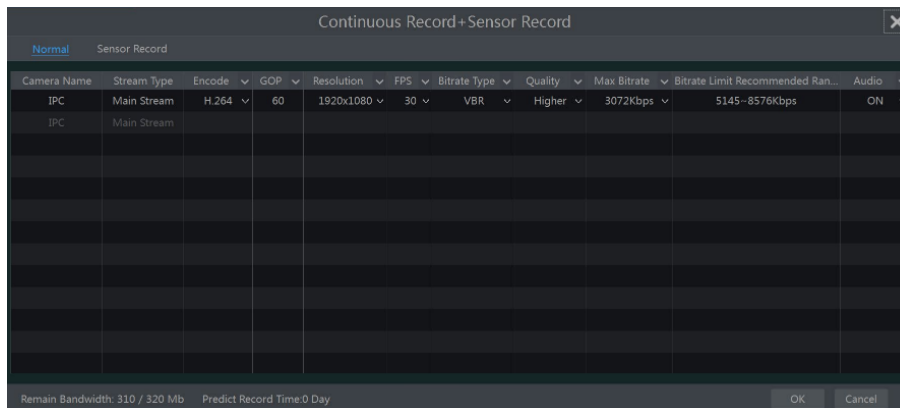 Continuous Record+Sensor Record
Normal Sensor Record
Camera Name Stream Type Encode GOP Resolution FPS Bitrate Type Quality Max Bitrate Bitrate Limit Recommended Ran... Audio
IPC Main Stream H.264 60 1920x1080 30 VBR Higher 3072Kbps 5145~8576Kbps ON
IPC Main Stream
Remain Bandwidth: 310 / 320 Mb Predict Record Time:0 Day OK Cancel